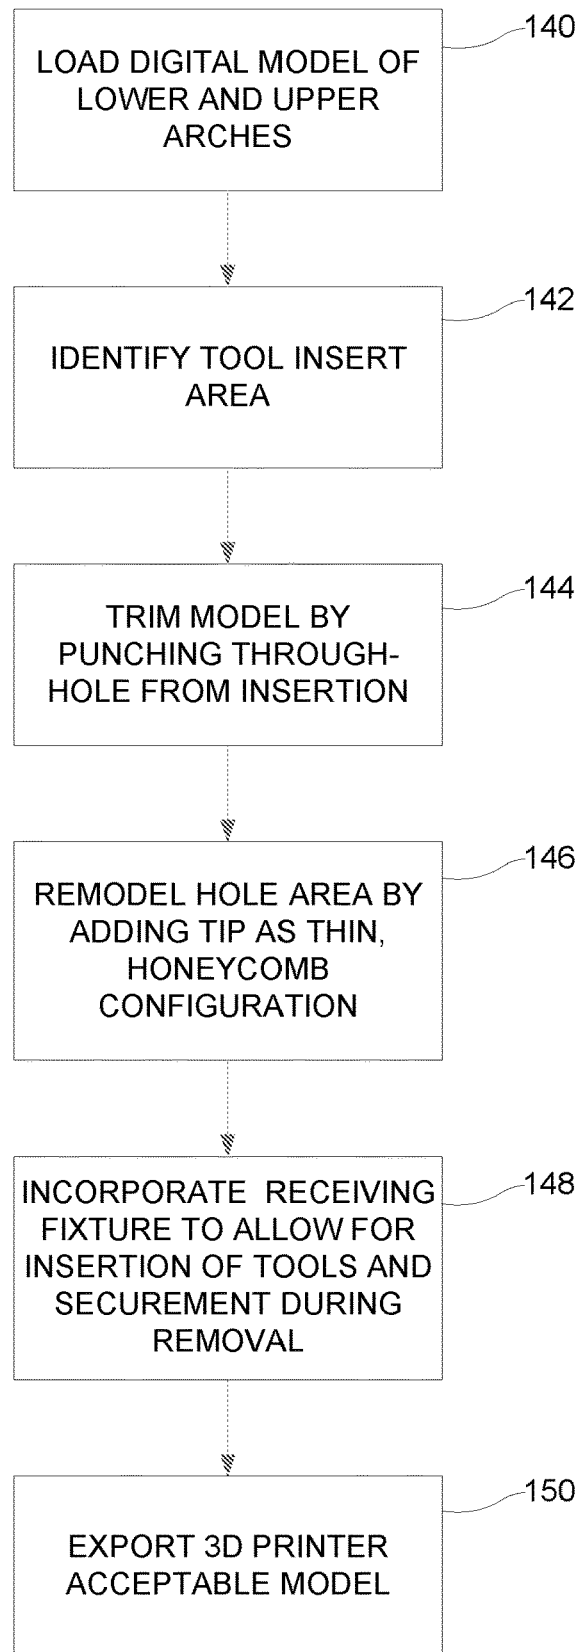 140
LOAD DIGITAL MODEL OF
LOWER AND UPPER
ARCHES
142
IDENTIFY TOOL INSERT
AREA
144
TRIM MODEL BY
PUNCHING THROUGH-
HOLE FROM INSERTION
146
REMODEL HOLE AREA BY
ADDING TIP AS THIN,
HONEYCOMB
CONFIGURATION
148
INCORPORATE RECEIVING
FIXTURE TO ALLOW FOR
INSERTION OF TOOLS AND
SECUREMENT DURING
REMOVAL
150
EXPORT 3D PRINTER
ACCEPTABLE MODEL